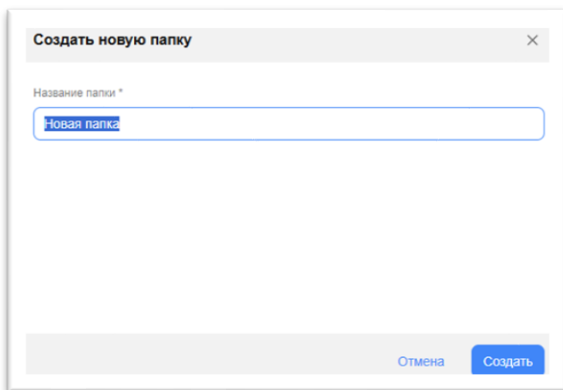 Создать новую папку
Название папки *
Новая папка
Отмена
Создать